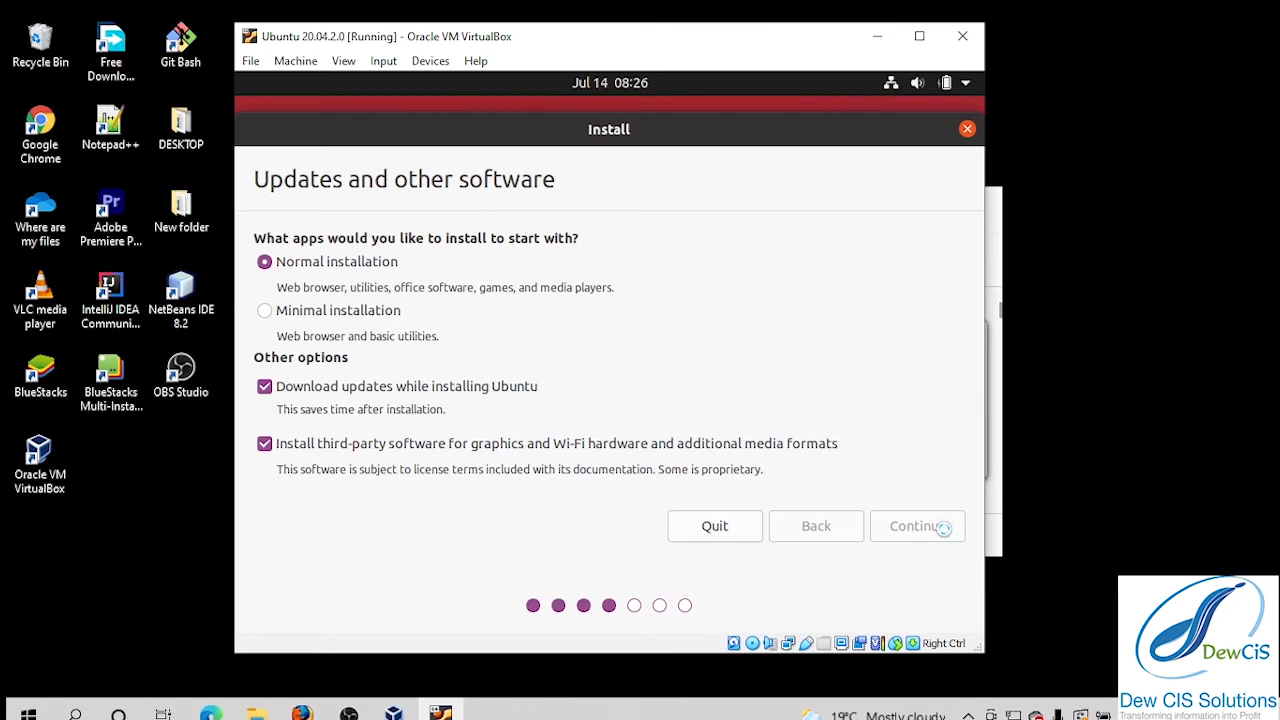 Recycle Bin
Free
Downlo...
Git Bash
Google
Chrome
Notepad++
DESKTOP
Where are
my files
Adobe
Premiere P...
New folder
VLC media
player
IntelliJ IDEA
Communi...
NetBeans IDE
8.2
BlueStacks
BlueStacks
Multi-Insta...
OBS Studio
Oracle VM
VirtualBox
Ubuntu 20.04.2.0 [Running] - Oracle VM VirtualBox
File Machine View Input Devices Help
Jul 14 08:26
Install
Updates and other software
What apps would you like to install to start with?
Normal installation
Web browser, utilities, office software, games, and media players.
Minimal installation
Web browser and basic utilities.
Other options
Download updates while installing Ubuntu
This saves time after installation.
Install third-party software for graphics and Wi-Fi hardware and additional media formats
This software is subject to license terms included with its documentation. Some is proprietary.
Quit Back Continue
Right Ctrl
DewCiS
Dew CIS Solutions
Transforming information into Profit
19°C Mostly cloudy